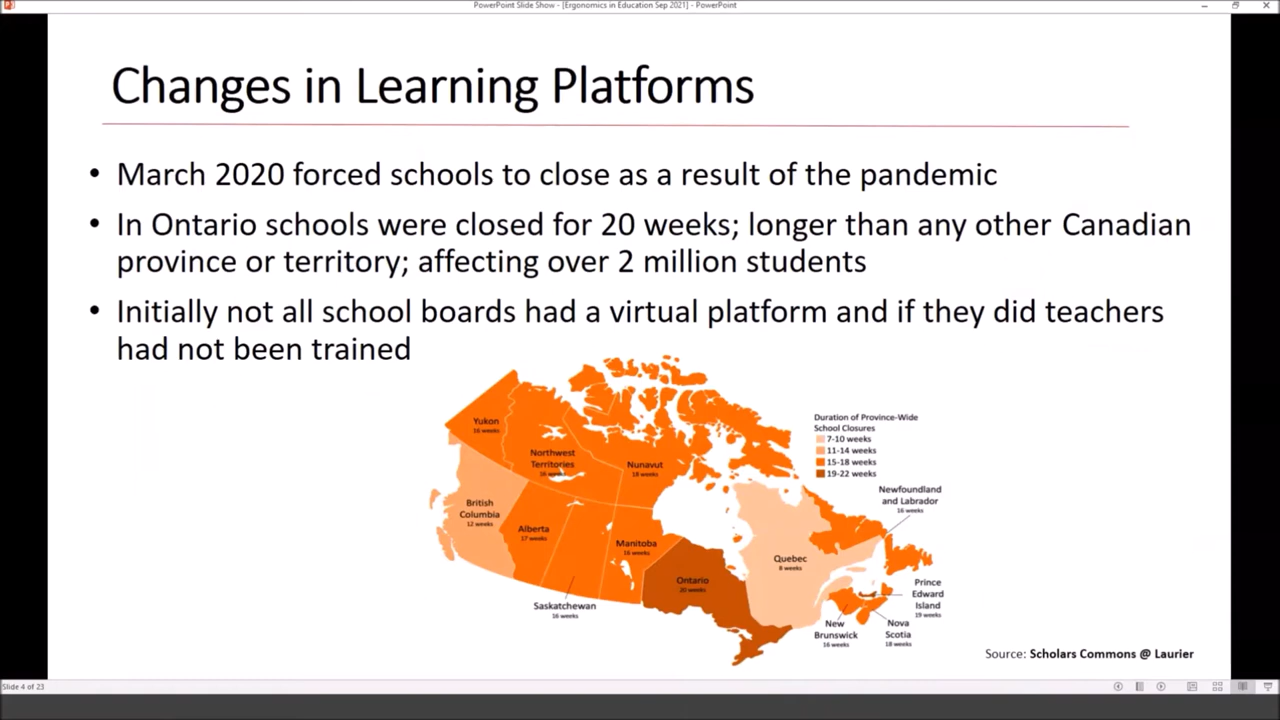 PowerPoint Slide Show - [Ergonomics in Education Sep 2021] - PowerPoint
Changes in Learning Platforms
• March 2020 forced schools to close as a result of the pandemic
• In Ontario schools were closed for 20 weeks; longer than any other Canadian
province or territory; affecting over 2 million students
• Initially not all school boards had a virtual platform and if they did teachers
had not been trained
Duration of Province-Wide
School Closures
7-10 weeks
11-14 weeks
15-18 weeks
19-22 weeks
Yukon
16 weeks
Northwest
Territories
16 weeks
Nunavut
18 weeks
British
Columbia
12 weeks
Alberta
17 weeks
Saskatchewan
16 weeks
Manitoba
16 weeks
Ontario
20 weeks
Quebec
8 weeks
Newfoundland
and Labrador
16 weeks
Prince
Edward
Island
19 weeks
New
Brunswick
16 weeks
Nova
Scotia
18 weeks
Source: Scholars Commons @ Laurier
Slide 4 of 23